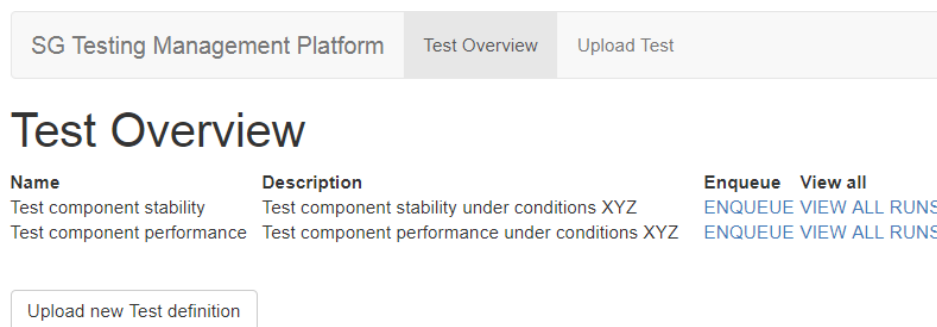 SG Testing Management Platform Test Overview Upload Test
Test Overview
Name Description Enqueue View all
Test component stability Test component stability under conditions XYZ ENQUEUE VIEW ALL RUNS
Test component performance Test component performance under conditions XYZ ENQUEUE VIEW ALL RUNS
Upload new Test definition